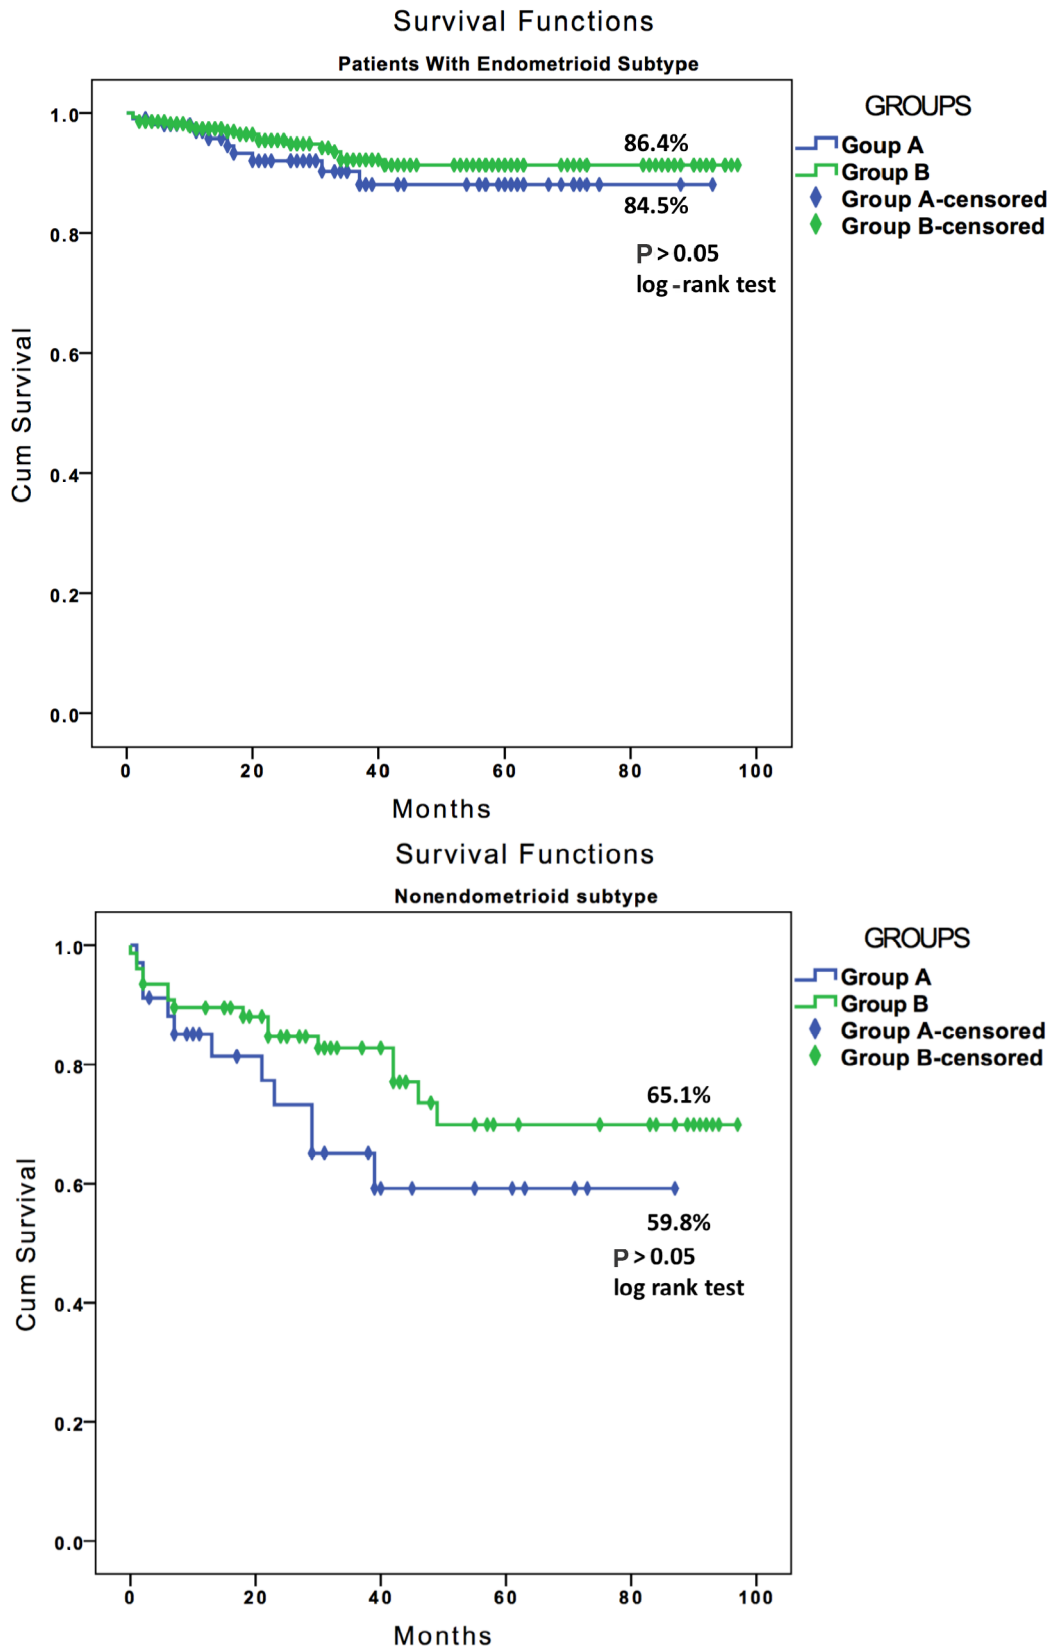 Survival Functions
Patients With Endometrioid Subtype
GROUPS
Goup A
Group B
Group A-censored
Group B-censored
86.4%
84.5%
P > 0.05
log -rank test
Cum Survival
1.0
0.8
0.6
0.4
0.2
0.0
0 20 40 60 80 100
Months
Survival Functions
Nonendometrioid subtype
GROUPS
Group A
Group B
Group A-censored
Group B-censored
65.1%
59.8%
P > 0.05
log rank test
Cum Survival
1.0
0.8
0.6
0.4
0.2
0.0
0 20 40 60 80 100
Months